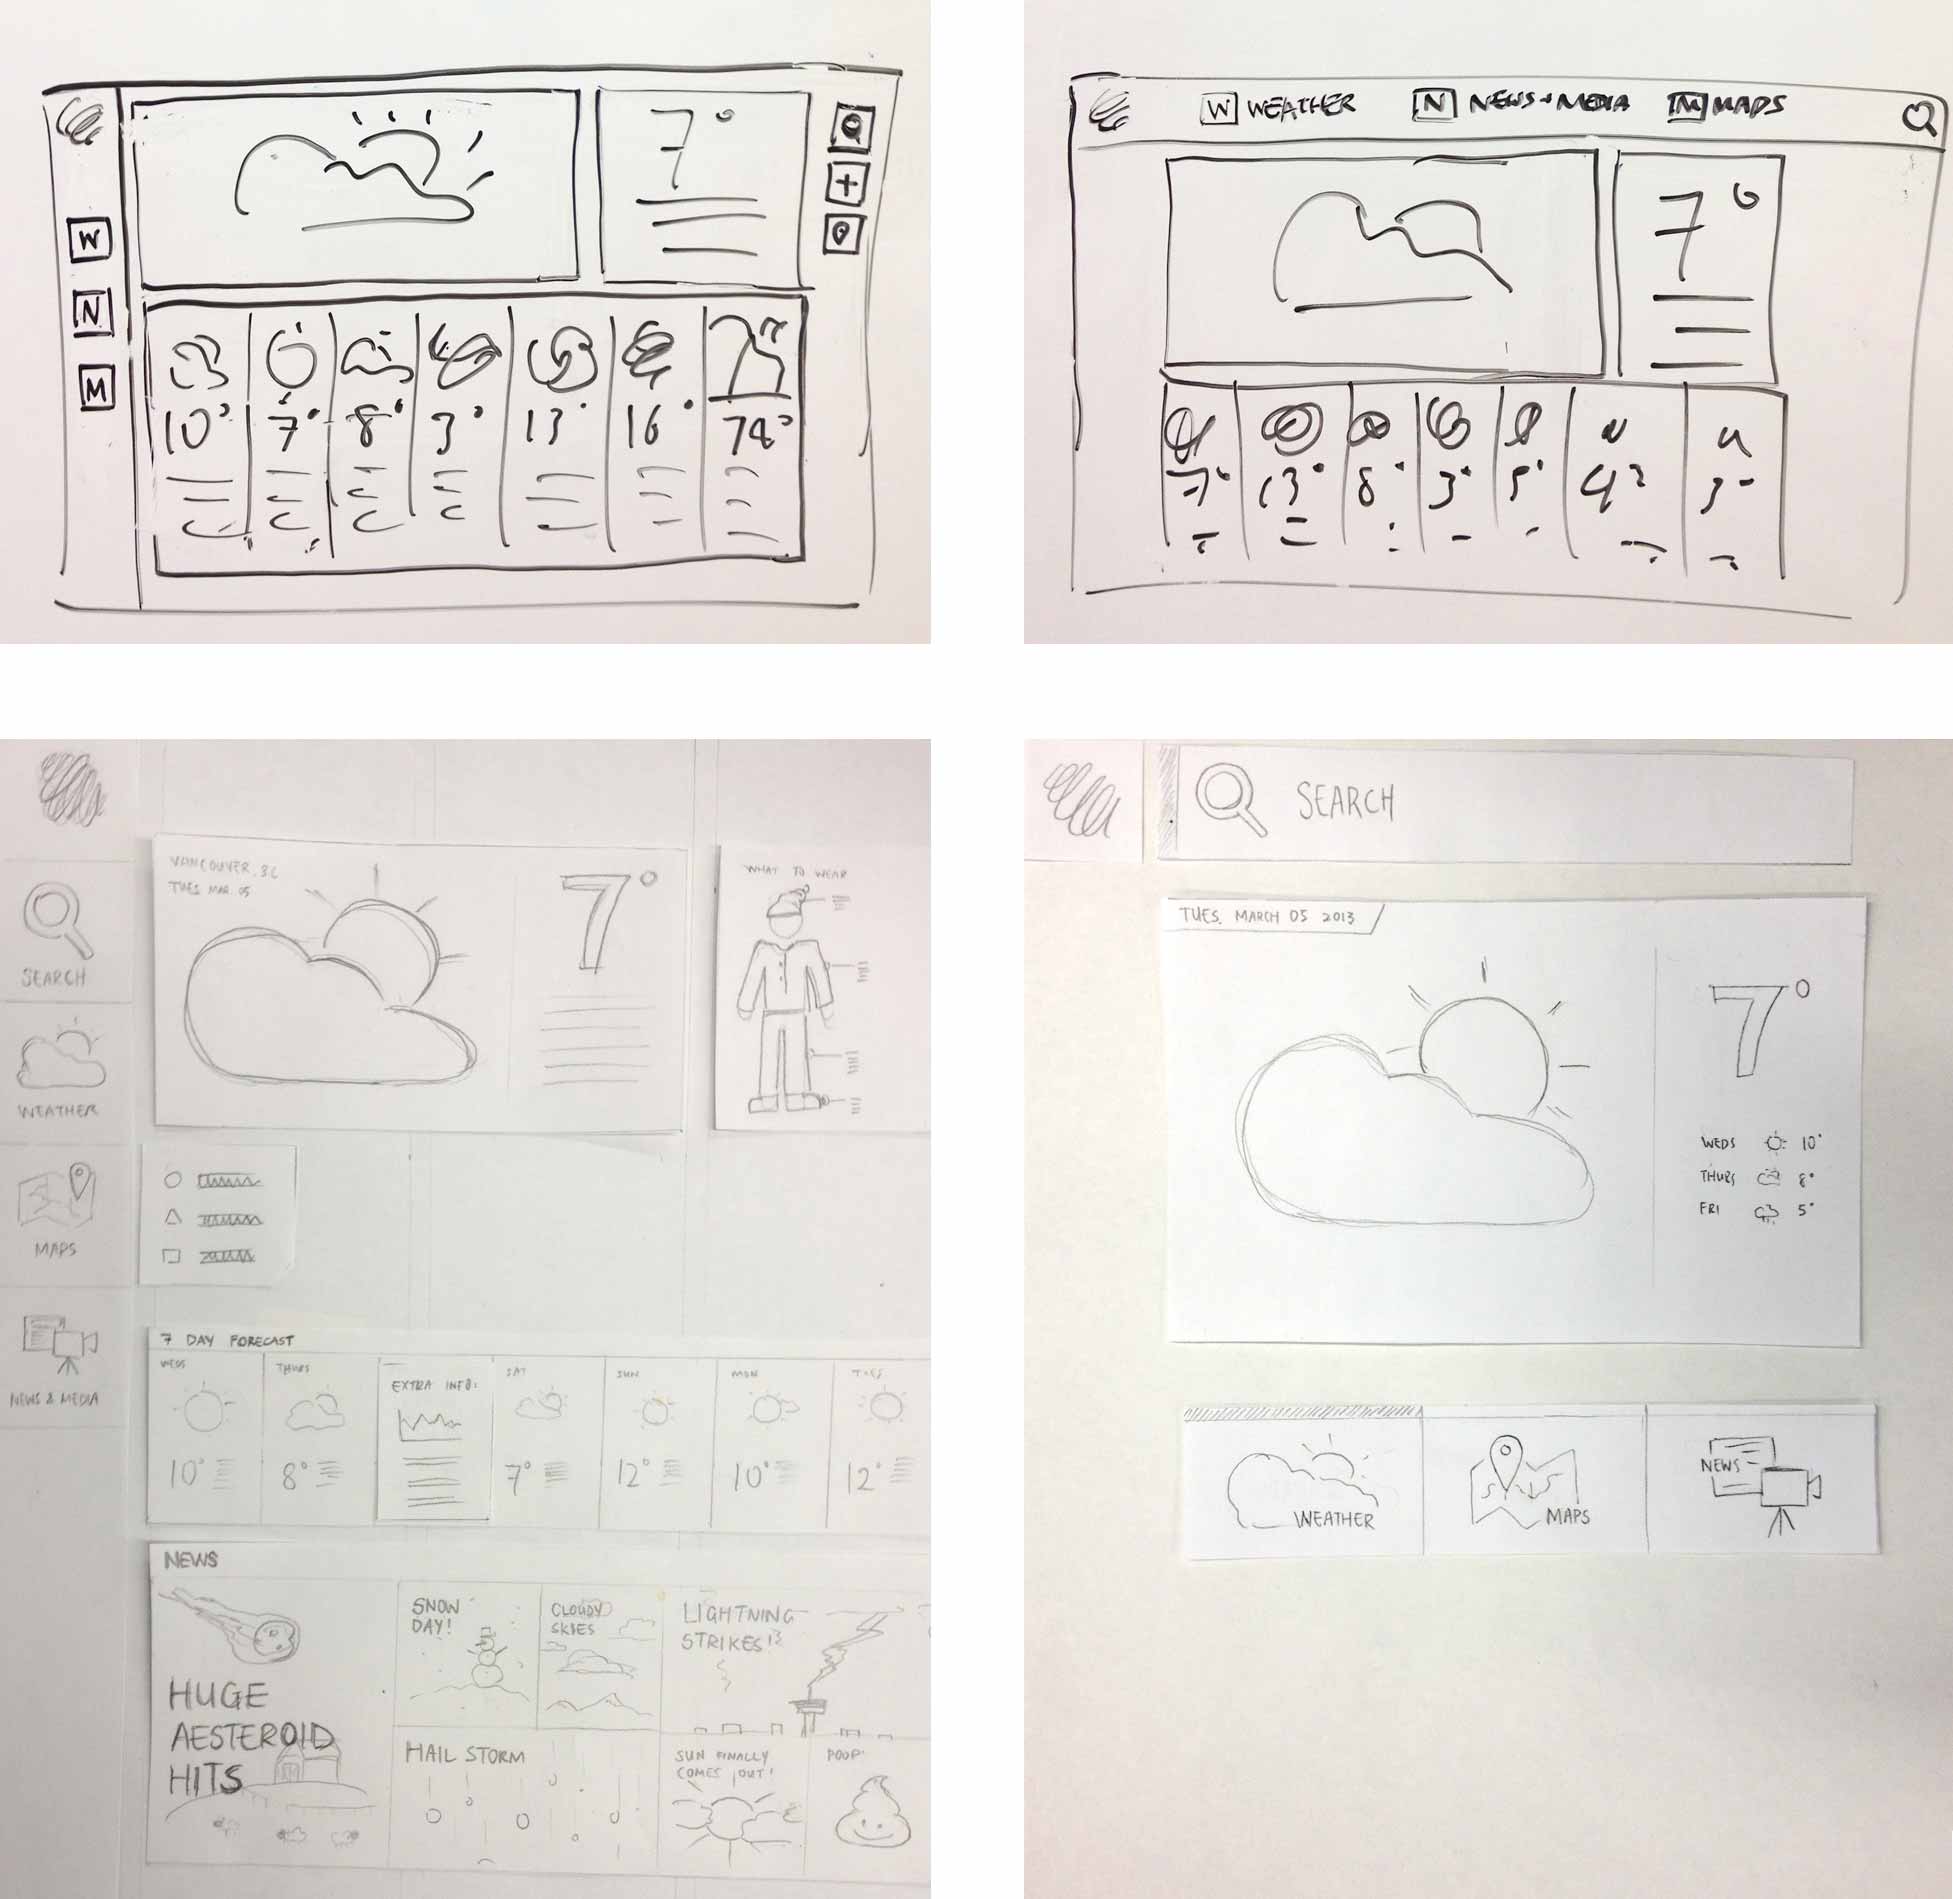 7°
W
N
M
10° 7° 8° 3° 13° 16° 78°
W WEATHER N NEWS+MEDIA M MAPS
7°
7° 13° 8° 3° 5° 3°
SEARCH
WEATHER
MAPS
NEWS & MEDIA
VANCOUVER. BC
TUES MAR. 05
7°
WHAT TO WEAR
7 DAY FORECAST
WEDS THURS EXTRA INFO: SAT SUN MON TUES
10° 8° 7° 12° 10° 12°
NEWS
HUGE
AESTEROID
HITS
SNOW
DAY!
CLOUDY
SKIES
LIGHTNING
STRIKES!
HAIL STORM
SUN FINALLY
COMES OUT!
POOP
SEARCH
TUES. MARCH 05 2013
7°
WEDS 10°
THURS 8°
FRI 5°
WEATHER
MAPS
NEWS